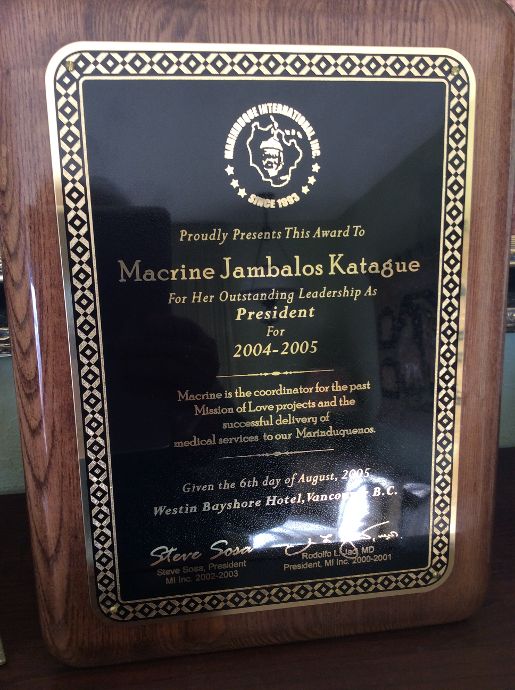 MARINDUQUE INTERNATIONAL, INC.
SINCE 1993
Proudly Presents This Award To
Macrine Jambalos Katague
For Her Outstanding Leadership As
President
For
2004-2005
Macrine is the coordinator for the past
Mission of Love projects and the
successful delivery of
medical services to our Marinduquenos.
Given the 6th day of August, 2005
Westin Bayshore Hotel, Vancouver B.C.
Steve Sosa
Steve Sosa, President
MI Inc. 2002-2003
Rodolfo L. MD
President, MI Inc. 2000-2001